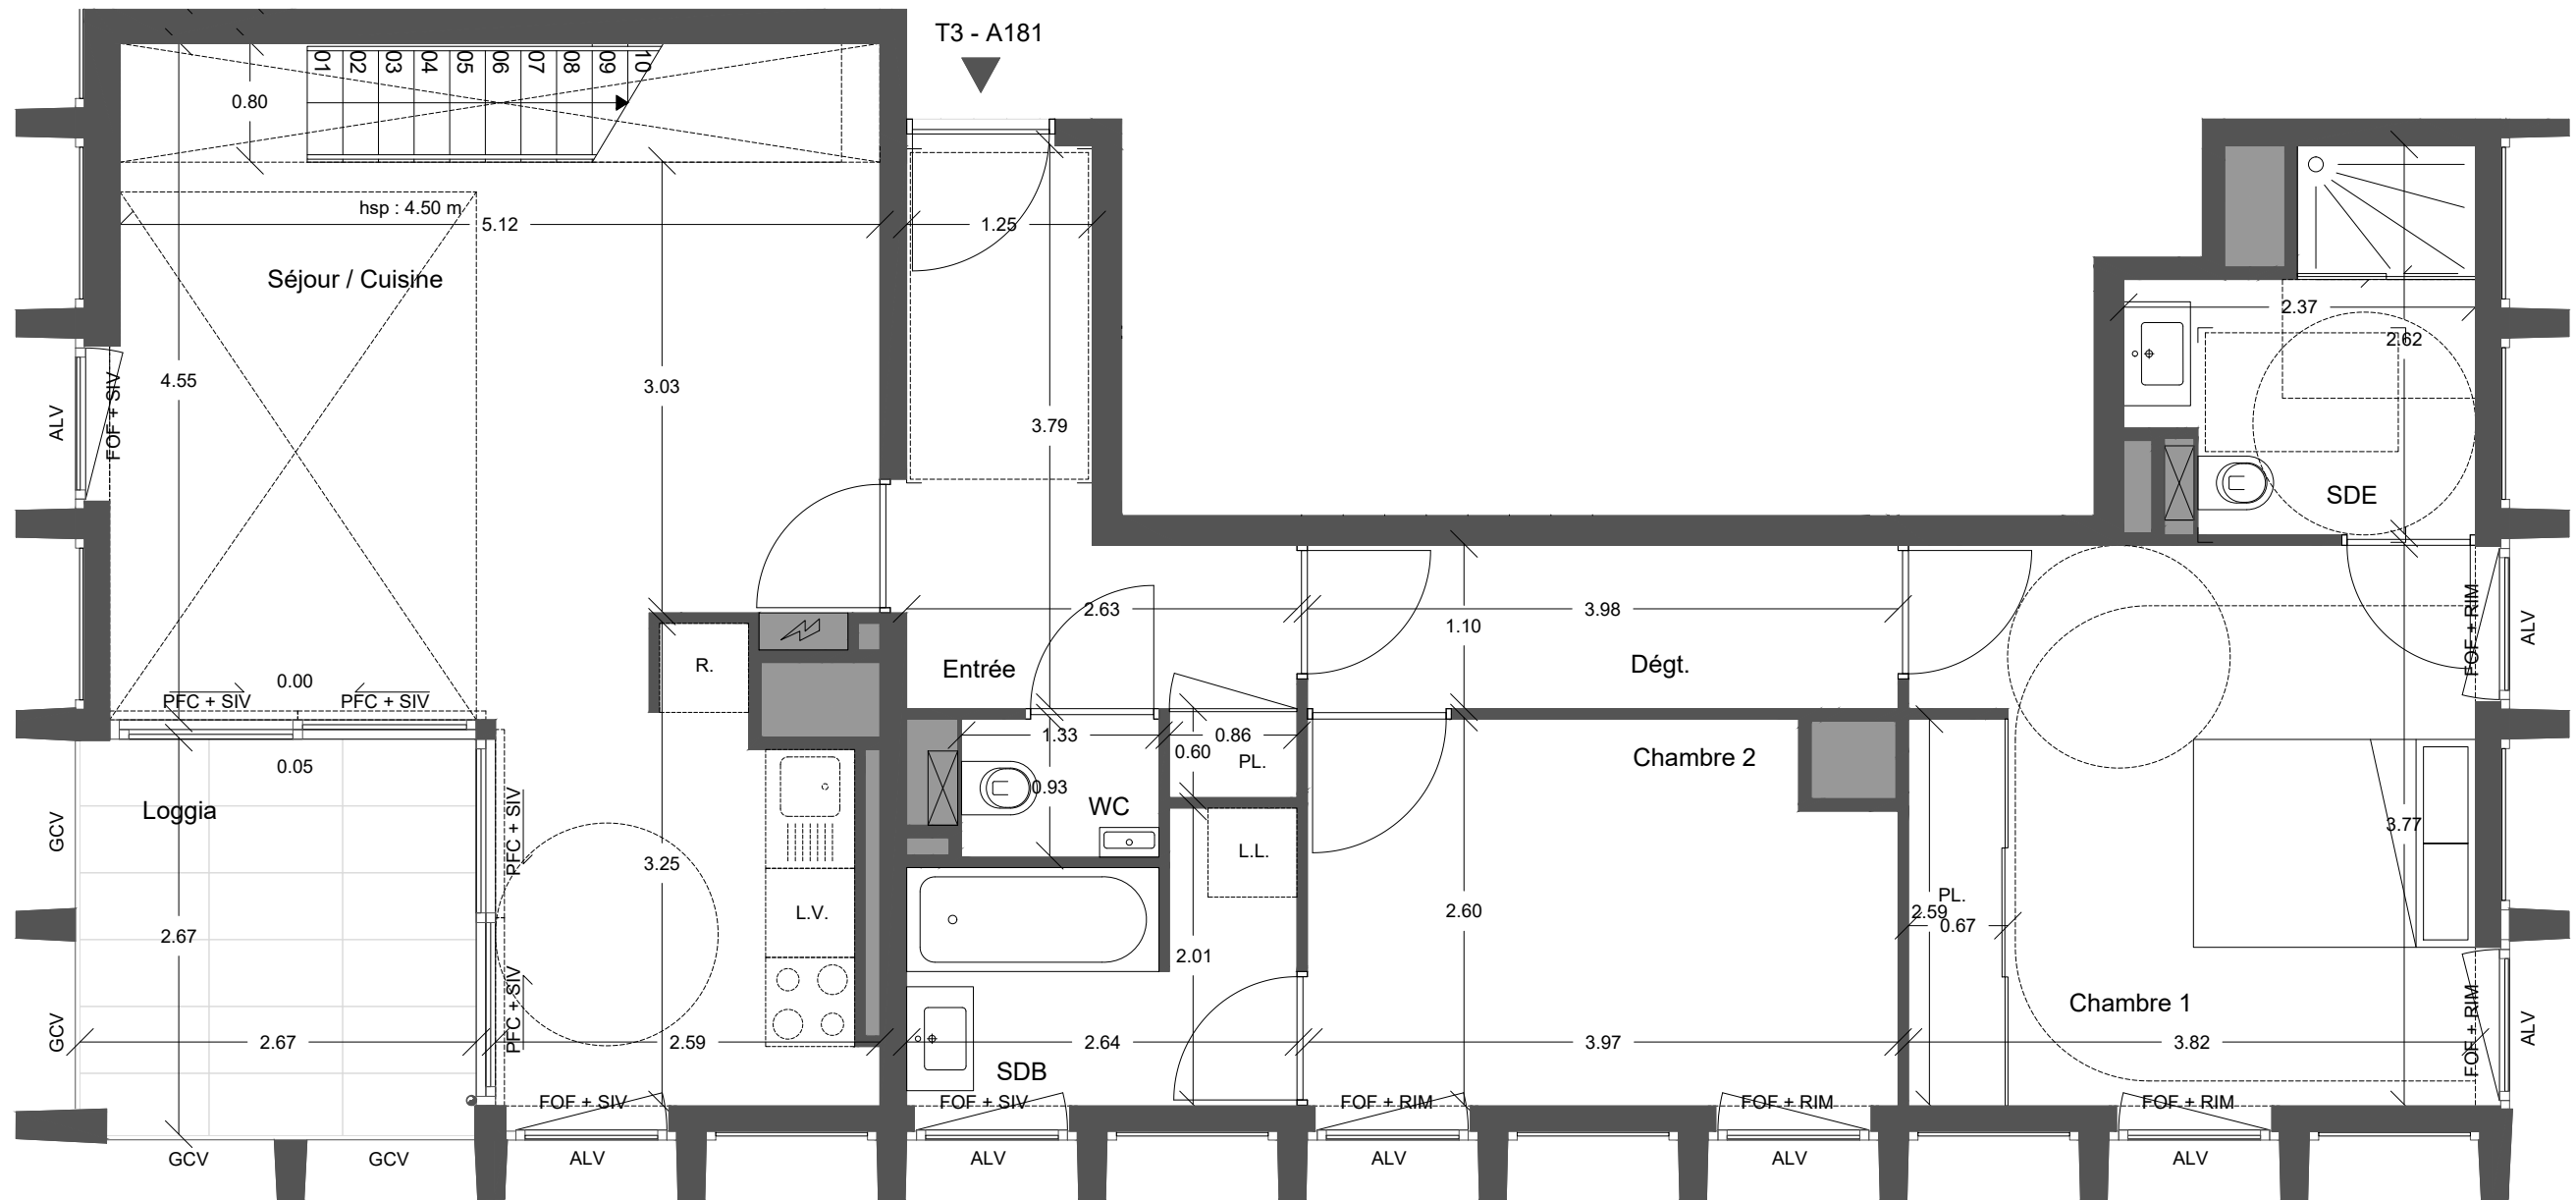 T3 - A181
01
02
03
04
05
06
07
08
09
10
0.80
hsp : 4.50 m
5.12
1.25
Séjour / Cuisine
2.37
2.62
4.55
3.03
3.79
ALV
FOF + SIV
SDE
2.63
3.98
1.10
FOF + RIM
ALV
R.
Entrée
Dégt.
0.00
PFC + SIV
PFC + SIV
1.33
0.86
0.60
PL.
Chambre 2
0.05
0.93
WC
Loggia
GCV
PFC + SIV
3.25
L.L.
3.77
L.V.
PL.
2.59
0.67
2.60
2.67
2.01
Chambre 1
GCV
PFC + SIV
2.67
2.59
2.64
3.97
3.82
FOF + RIM
ALV
SDB
FOF + SIV
FOF + SIV
FOF + RIM
FOF + RIM
FOF + RIM
GCV
GCV
ALV
ALV
ALV
ALV
ALV